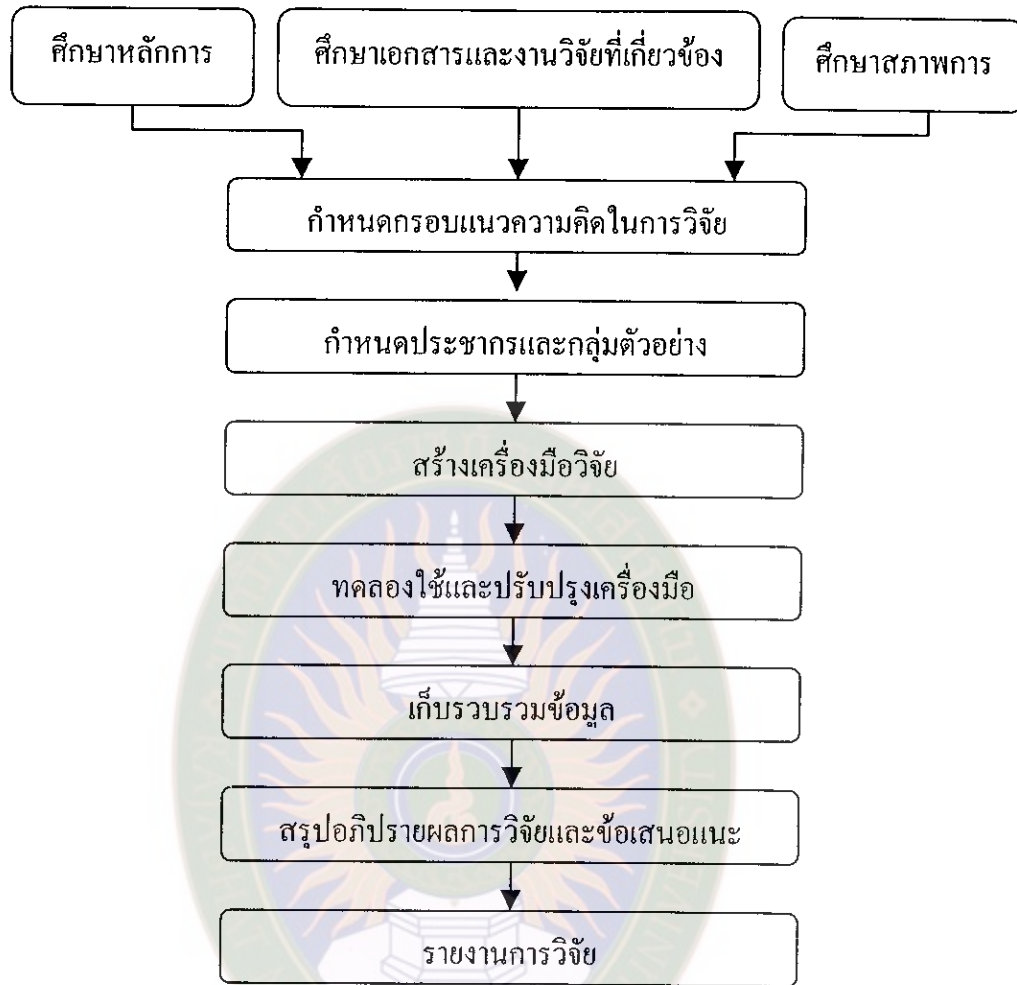 ศึกษาหลักการ
ศึกษาเอกสารและงานวิจัยที่เกี่ยวข้อง
ศึกษาสภาพการ
กำหนดกรอบแนวความคิดในการวิจัย
กำหนดประชากรและกลุ่มตัวอย่าง
สร้างเครื่องมือวิจัย
ทดลองใช้และปรับปรุงเครื่องมือ
เก็บรวบรวมข้อมูล
สรุปอภิปรายผลการวิจัยและข้อเสนอแนะ
รายงานการวิจัย